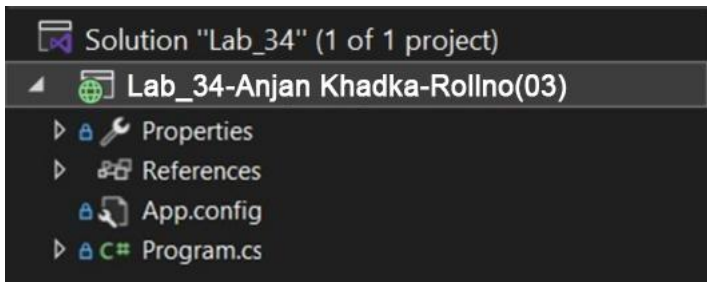 Solution "Lab_34" (1 of 1 project)
Lab_34-Anjan Khadka-Rollno(03)
Properties
References
App.config
C# Program.cs